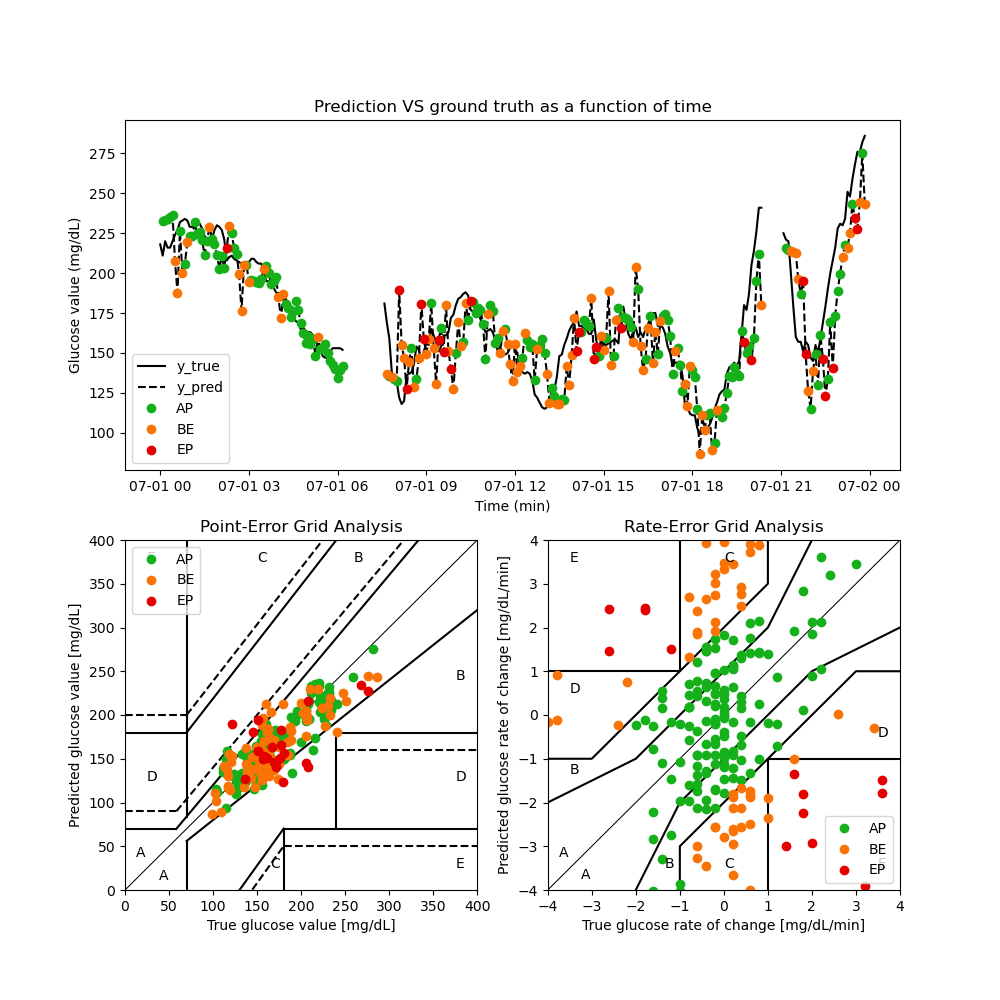 Prediction VS ground truth as a function of time
Glucose value (mg/dL)
275
250
225
200
175
150
125
100
y_true
y_pred
AP
BE
EP
07-01 00 07-01 03 07-01 06 07-01 09 07-01 12 07-01 15 07-01 18 07-01 21 07-02 00
Time (min)
Point-Error Grid Analysis
Predicted glucose value [mg/dL]
400
350
300
250
200
150
100
50
0
AP
BE
EP
C
B
B
D
D
A
A
C
E
0 50 100 150 200 250 300 350 400
True glucose value [mg/dL]
Rate-Error Grid Analysis
Predicted glucose rate of change [mg/dL/min]
4
3
2
1
0
−1
−2
−3
−4
E
C
D
D
B
A
A
B
C
AP
BE
EP
−4 −3 −2 −1 0 1 2 3 4
True glucose rate of change [mg/dL/min]